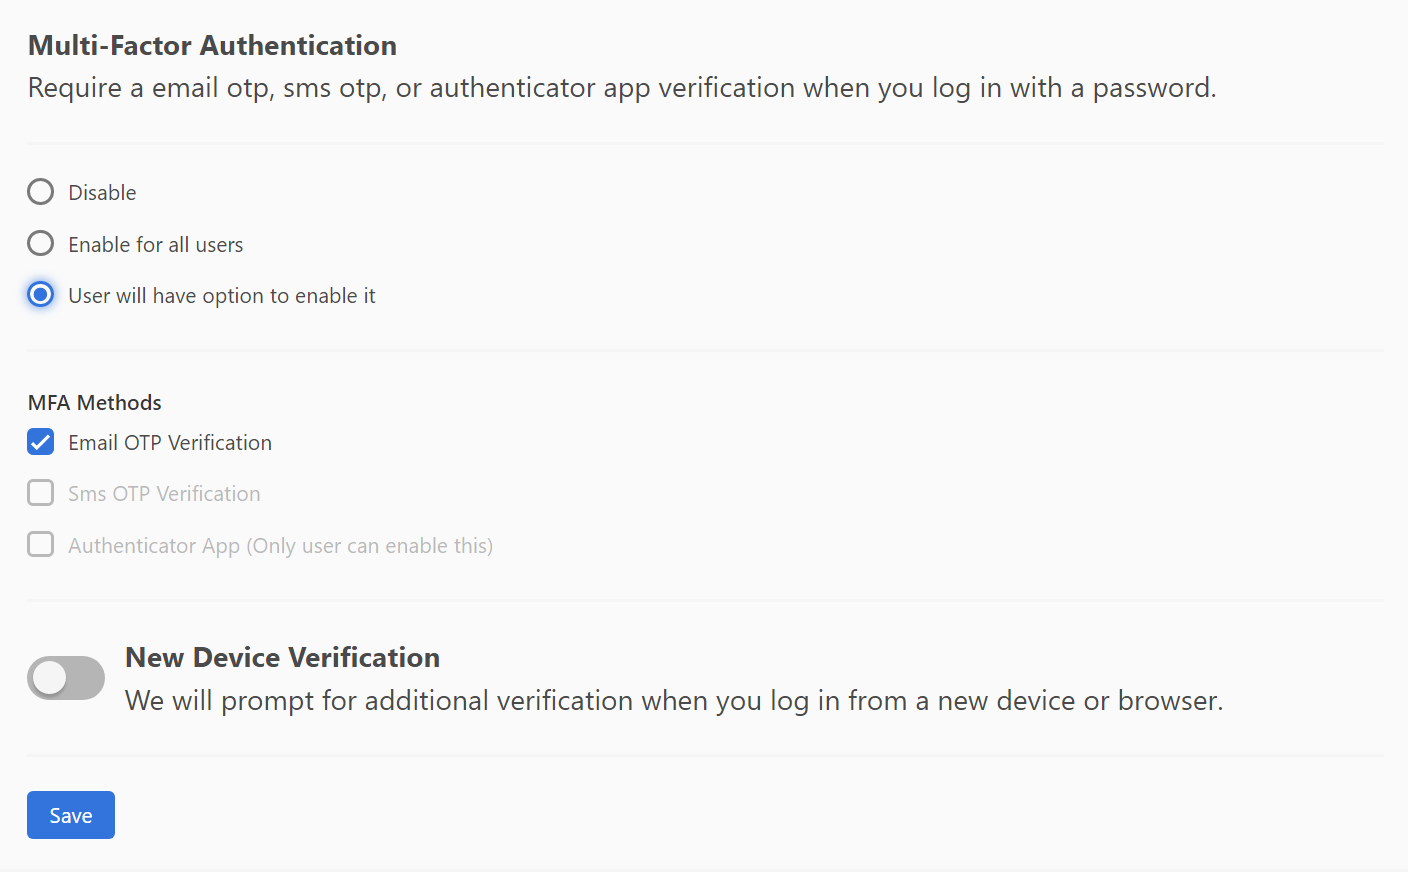 Multi-Factor Authentication
Require a email otp, sms otp, or authenticator app verification when you log in with a password.
Disable
Enable for all users
User will have option to enable it
MFA Methods
Email OTP Verification
Sms OTP Verification
Authenticator App (Only user can enable this)
New Device Verification
We will prompt for additional verification when you log in from a new device or browser.
Save